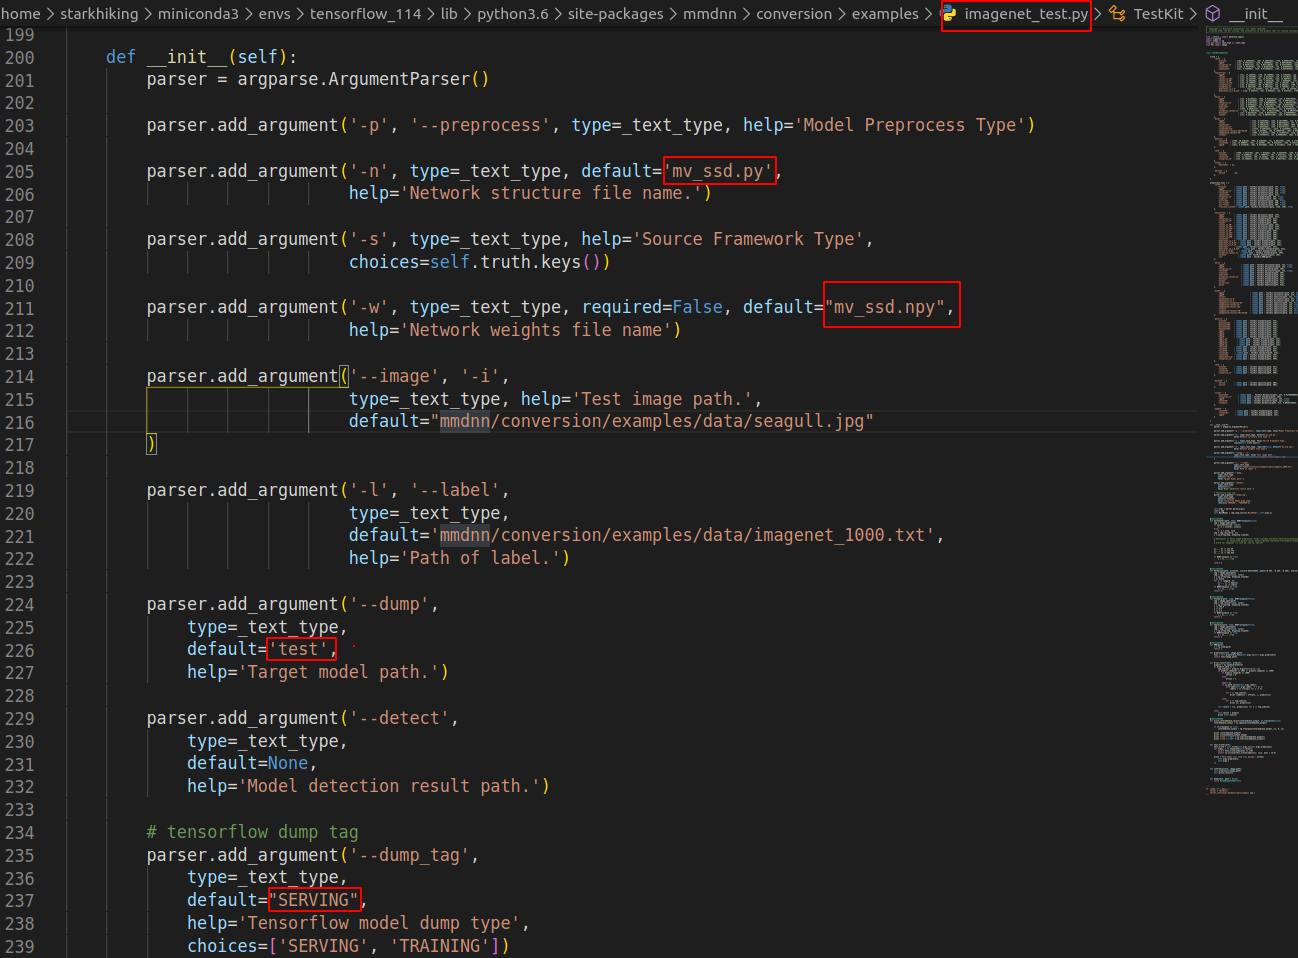 home > starkhiking > miniconda3 > envs > tensorflow_114 > lib > python3.6 > site-packages > mmdnn > conversion > examples > imagenet_test.py > TestKit > __init__
199
200 def __init__(self):
201 parser = argparse.ArgumentParser()
202
203 parser.add_argument('-p', '--preprocess', type=_text_type, help='Model Preprocess Type')
204
205 parser.add_argument('-n', type=_text_type, default='mv_ssd.py',
206 help='Network structure file name.')
207
208 parser.add_argument('-s', type=_text_type, help='Source Framework Type',
209 choices=self.truth.keys())
210
211 parser.add_argument('-w', type=_text_type, required=False, default="mv_ssd.npy",
212 help='Network weights file name')
213
214 parser.add_argument('--image', '-i',
215 type=_text_type, help='Test image path.',
216 default="mmdnn/conversion/examples/data/seagull.jpg"
217 )
218
219 parser.add_argument('-l', '--label',
220 type=_text_type,
221 default='mmdnn/conversion/examples/data/imagenet_1000.txt',
222 help='Path of label.')
223
224 parser.add_argument('--dump',
225 type=_text_type,
226 default='test',
227 help='Target model path.')
228
229 parser.add_argument('--detect',
230 type=_text_type,
231 default=None,
232 help='Model detection result path.')
233
234 # tensorflow dump tag
235 parser.add_argument('--dump_tag',
236 type=_text_type,
237 default="SERVING",
238 help='Tensorflow model dump type',
239 choices=['SERVING', 'TRAINING'])